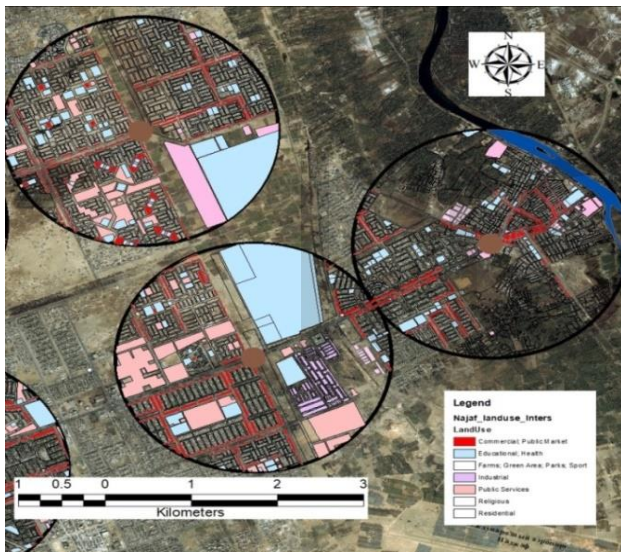 N
W E
S
Legend
Najaf_landuse_Inters
LandUse
Commercial; Public Market
Educational; Health
Farms; Green Area; Parks; Sport
Industrial
Public Services
Religious
Residential
1 0.5 0 1 2 3
Kilometers